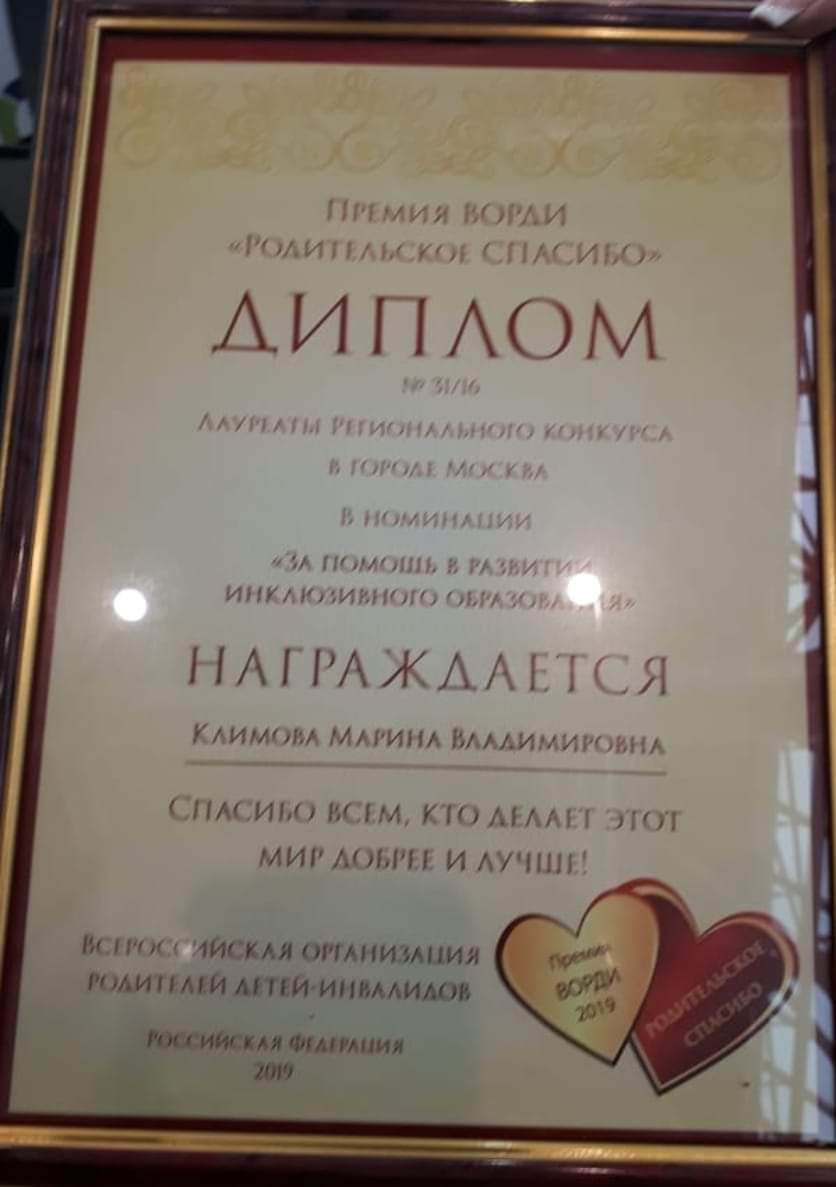 Премия ВОРДИ
«Родительское СПАСИБО»
ДИПЛОМ
№ 31/16
Лауреаты Регионального конкурса
в городе Москва
В номинации
«За помощь в развитии
инклюзивного образования»
НАГРАЖДАЕТСЯ
Климова Марина Владимировна
Спасибо всем, кто делает этот
мир добрее и лучше!
Всероссийская организация
родителей детей-инвалидов
Российская Федерация
2019
Премия
ВОРДИ
2019
РОДИТЕЛЬСКОЕ
СПАСИБО